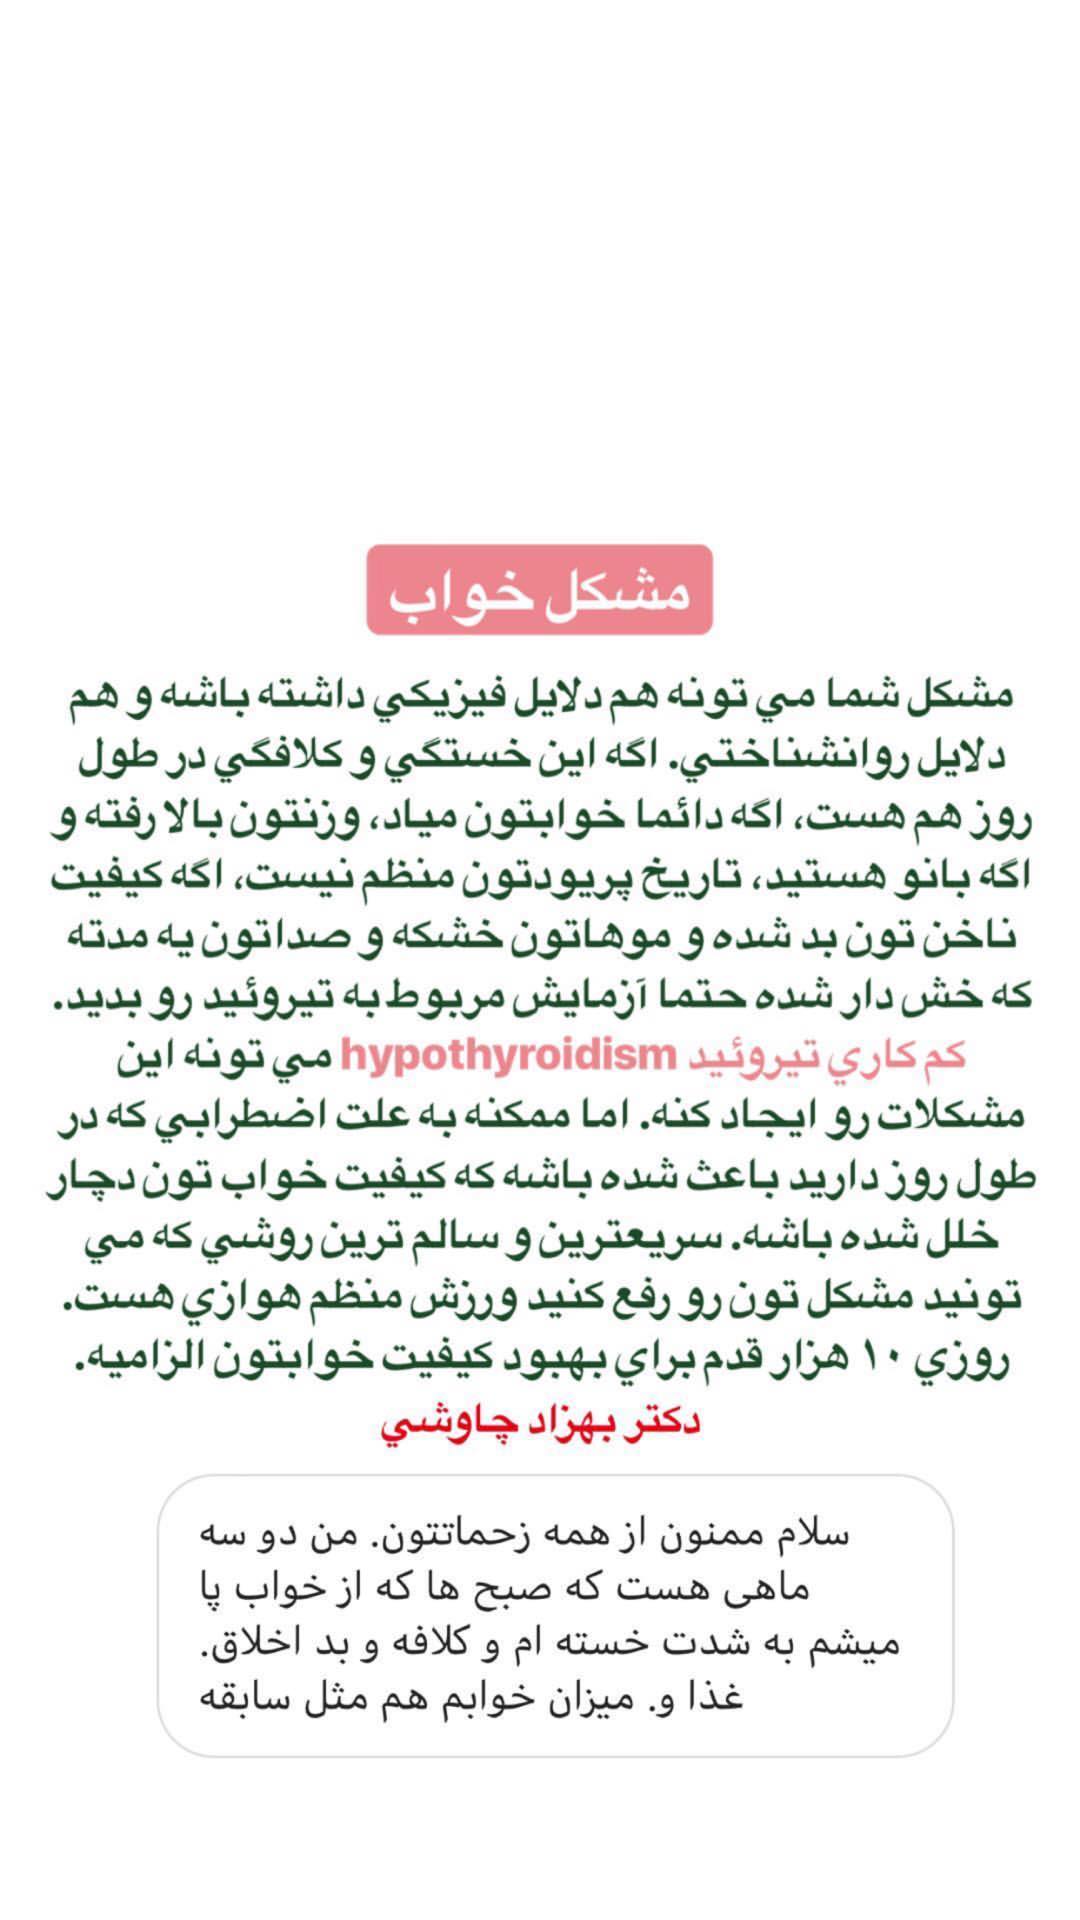 مشکل خواب
مشکل شما مي تونه هم دلايل فيزيکي داشته باشه و هم
دلايل روانشناختي. اگه اين خستگي و کلافگي در طول
روز هم هست، اگه دائما خوابتون مياد، وزنتون بالا رفته و
اگه بانو هستيد، تاريخ پريودتون منظم نيست، اگه کيفيت
ناخن تون بد شده و موهاتون خشکه و صداتون يه مدته
که خش دار شده حتما آزمايش مربوط به تيروئيد رو بديد.
کم کاري تيروئيد hypothyroidism مي تونه اين
مشکلات رو ايجاد کنه. اما ممکنه به علت اضطرابي که در
طول روز داريد باعث شده باشه که کيفيت خواب تون دچار
خلل شده باشه. سريعترين و سالم ترين روشي که مي
تونيد مشکل تون رو رفع کنيد ورزش منظم هوازي هست.
روزي ۱۰ هزار قدم براي بهبود کيفيت خوابتون الزاميه.
دکتر بهزاد چاوشي
سلام ممنون از همه زحماتتون. من دو سه
ماهی هست که صبح ها که از خواب پا
میشم به شدت خسته ام و کلافه و بد اخلاق.
غذا و. میزان خوابم هم مثل سابقه